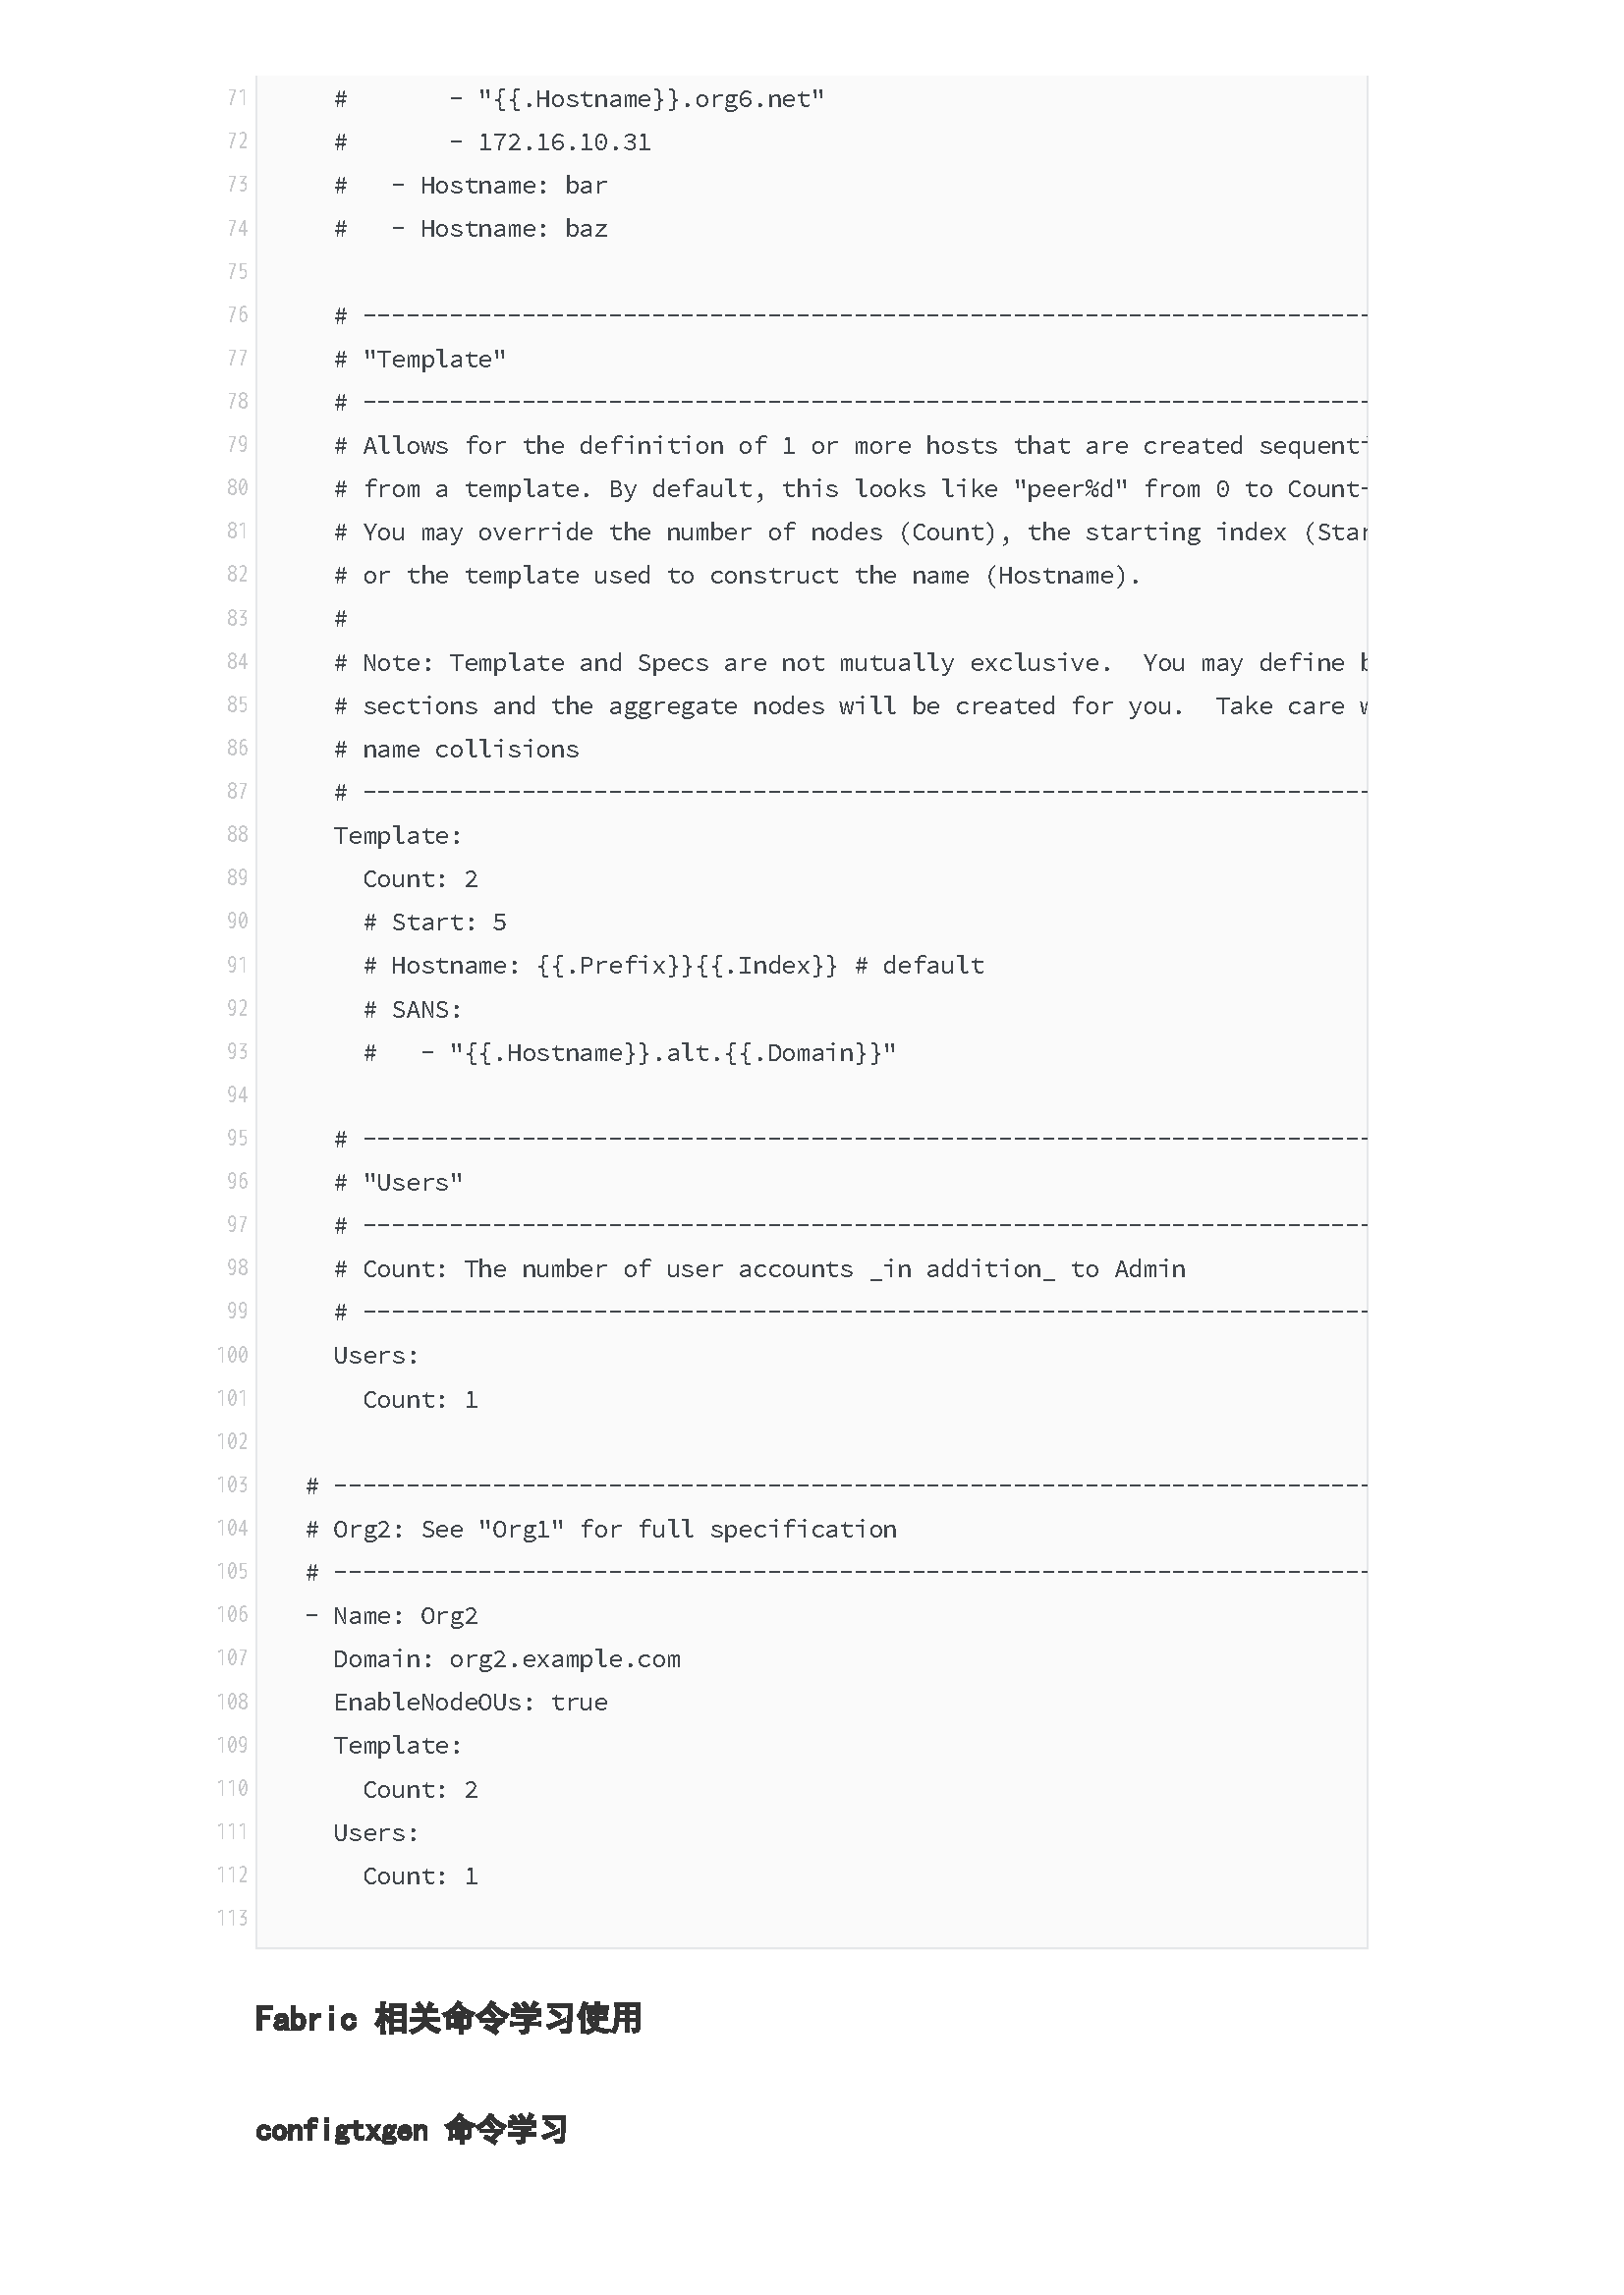 71     #       - "{{.Hostname}}.org6.net"
72     #       - 172.16.10.31
73     #   - Hostname: bar
74     #   - Hostname: baz
75
76     # ----------------------------------------------------------------------
77     # "Template"
78     # ----------------------------------------------------------------------
79     # Allows for the definition of 1 or more hosts that are created sequenti
80     # from a template. By default, this looks like "peer%d" from 0 to Count-
81     # You may override the number of nodes (Count), the starting index (Star
82     # or the template used to construct the name (Hostname).
83     #
84     # Note: Template and Specs are not mutually exclusive.  You may define b
85     # sections and the aggregate nodes will be created for you.  Take care w
86     # name collisions
87     # ----------------------------------------------------------------------
88     Template:
89       Count: 2
90       # Start: 5
91       # Hostname: {{.Prefix}}{{.Index}} # default
92       # SANS:
93       #   - "{{.Hostname}}.alt.{{.Domain}}"
94
95     # ----------------------------------------------------------------------
96     # "Users"
97     # ----------------------------------------------------------------------
98     # Count: The number of user accounts _in addition_ to Admin
99     # ----------------------------------------------------------------------
100     Users:
101       Count: 1
102
103   # ------------------------------------------------------------------------
104   # Org2: See "Org1" for full specification
105   # ------------------------------------------------------------------------
106   - Name: Org2
107     Domain: org2.example.com
108     EnableNodeOUs: true
109     Template:
110       Count: 2
111     Users:
112       Count: 1
113
Fabric 相关命令学习使用
configtxgen 命令学习